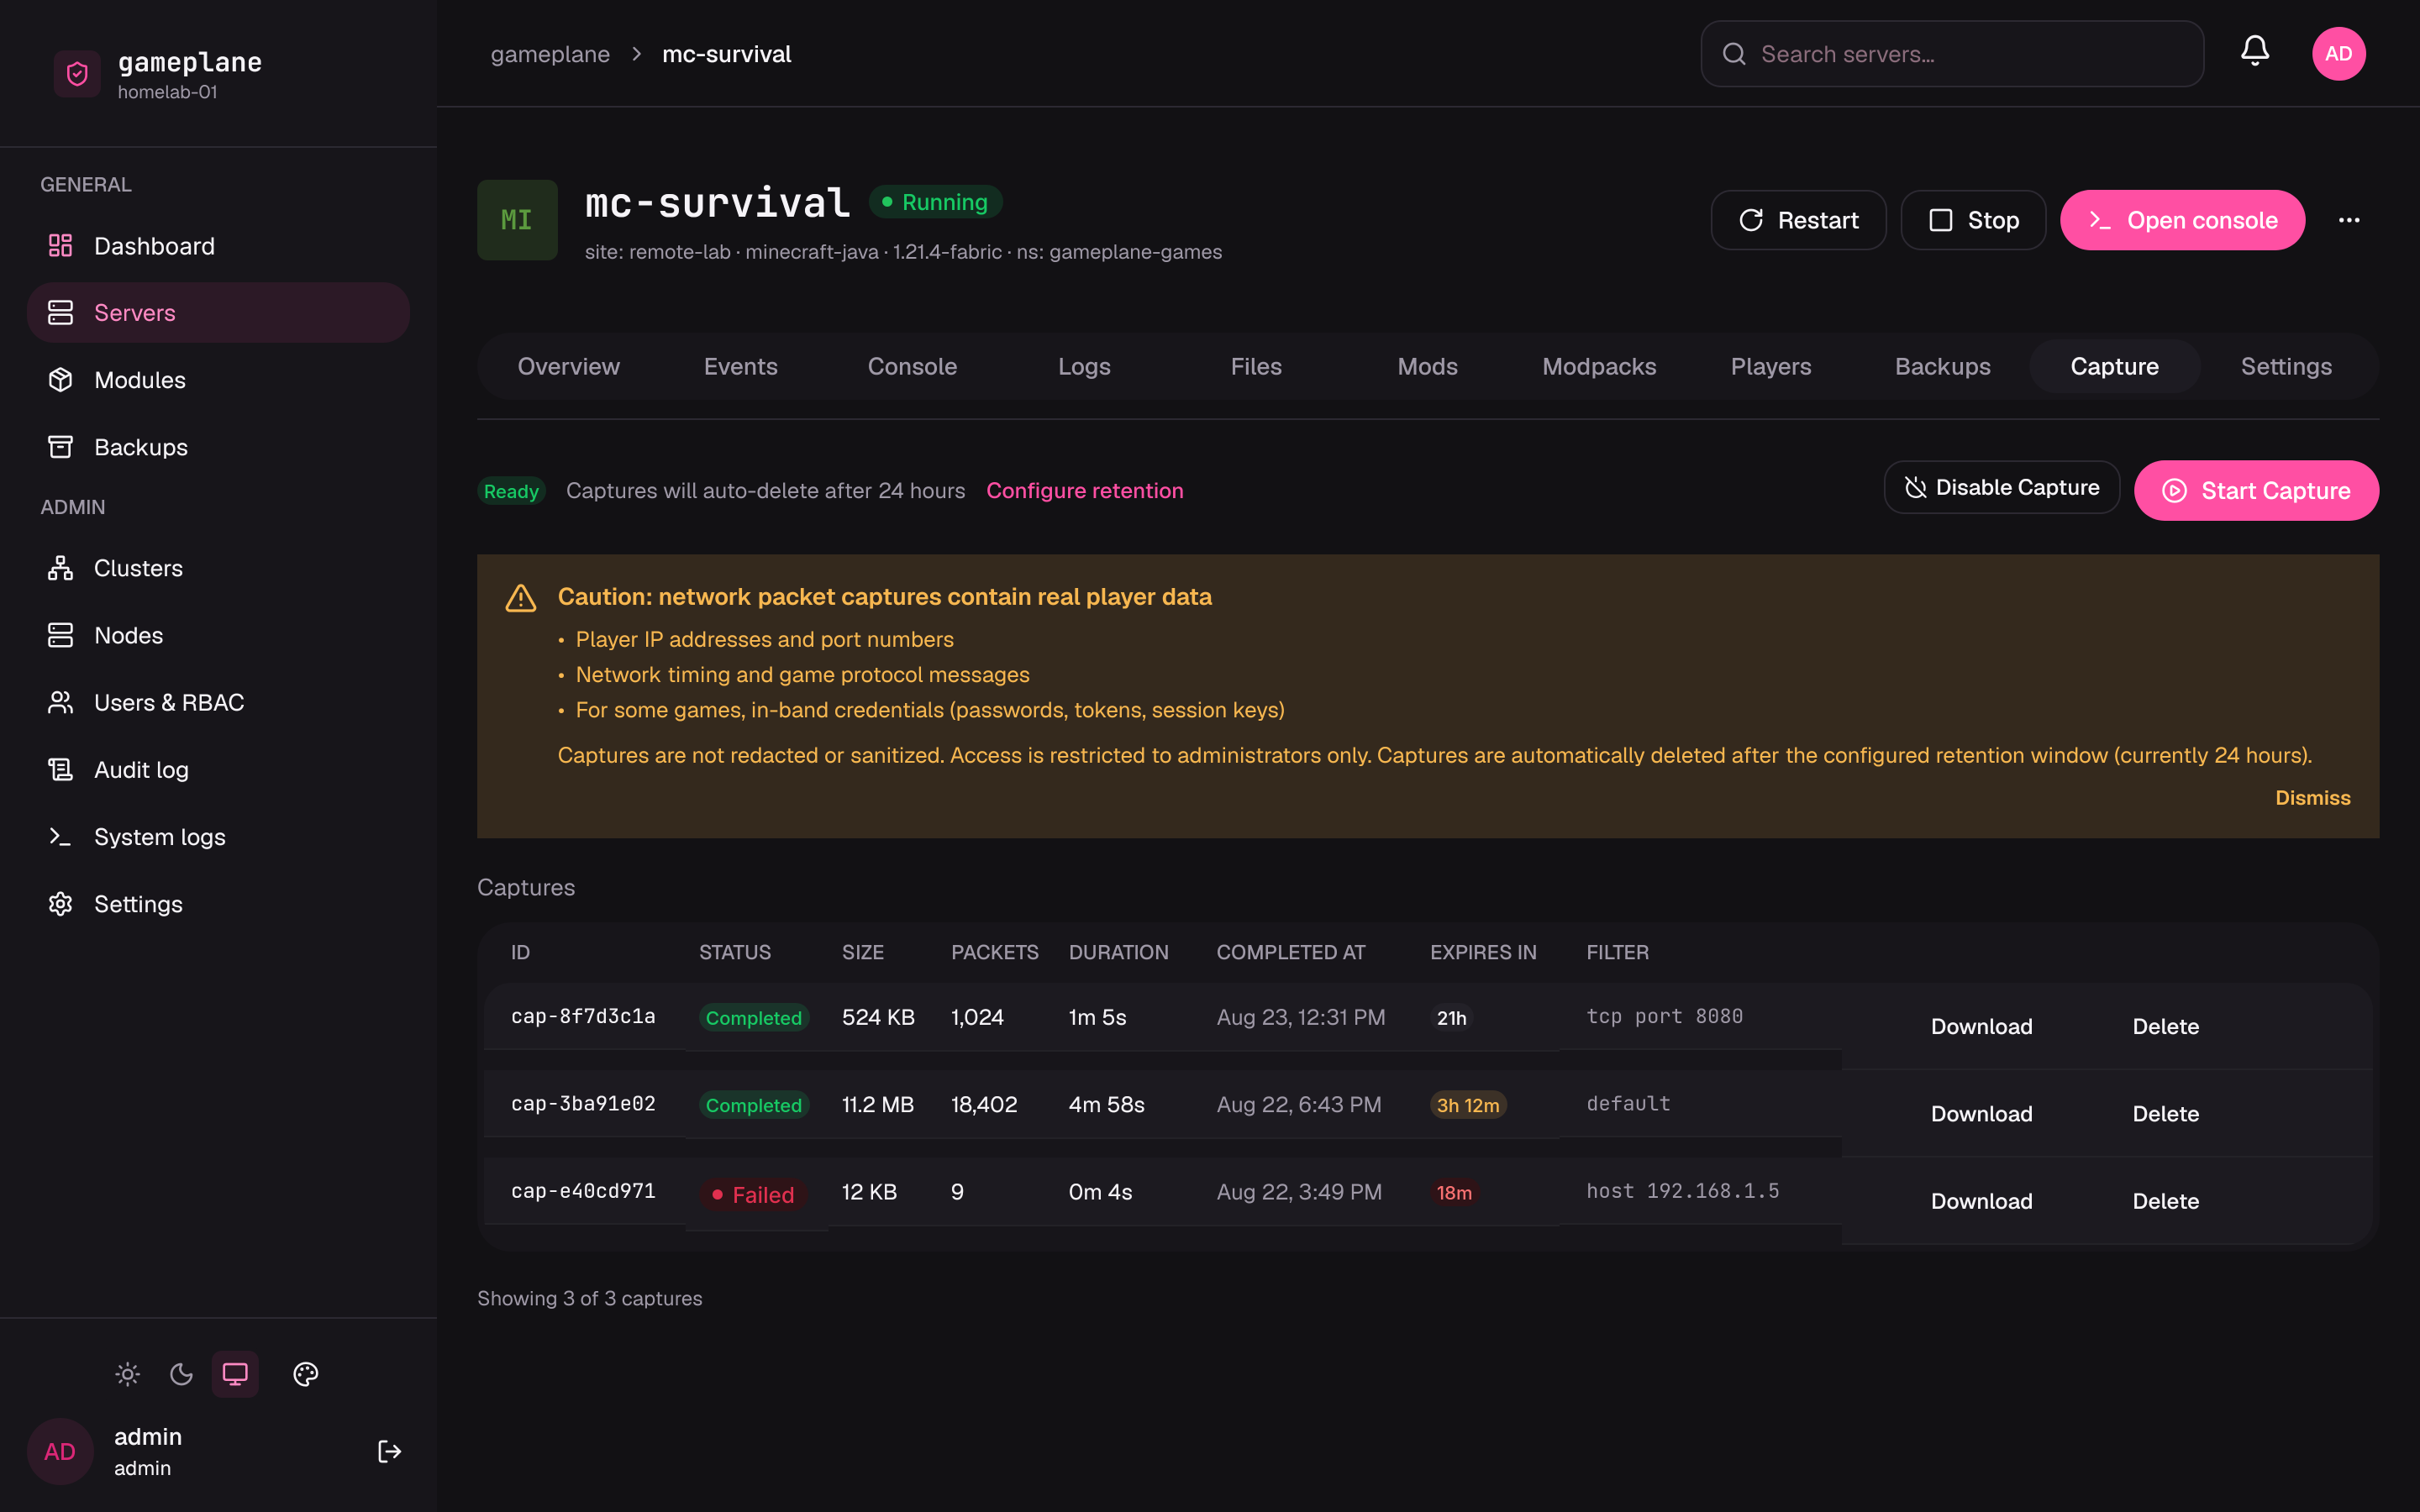 gameplane
homelab-01
GENERAL
Dashboard
Servers
Modules
Backups
ADMIN
Clusters
Nodes
Users & RBAC
Audit log
System logs
Settings
AD
admin
admin
gameplane > mc-survival
Search servers...
AD
MI
mc-survival
Running
site: remote-lab · minecraft-java · 1.21.4-fabric · ns: gameplane-games
Restart
Stop
Open console
Overview Events Console Logs Files Mods Modpacks Players Backups Capture Settings
Ready Captures will auto-delete after 24 hours Configure retention
Disable Capture
Start Capture
Caution: network packet captures contain real player data
• Player IP addresses and port numbers
• Network timing and game protocol messages
• For some games, in-band credentials (passwords, tokens, session keys)
Captures are not redacted or sanitized. Access is restricted to administrators only. Captures are automatically deleted after the configured retention window (currently 24 hours).
Dismiss
Captures
ID STATUS SIZE PACKETS DURATION COMPLETED AT EXPIRES IN FILTER
cap-8f7d3c1a Completed 524 KB 1,024 1m 5s Aug 23, 12:31 PM 21h tcp port 8080 Download Delete
cap-3ba91e02 Completed 11.2 MB 18,402 4m 58s Aug 22, 6:43 PM 3h 12m default Download Delete
cap-e40cd971 Failed 12 KB 9 0m 4s Aug 22, 3:49 PM 18m host 192.168.1.5 Download Delete
Showing 3 of 3 captures